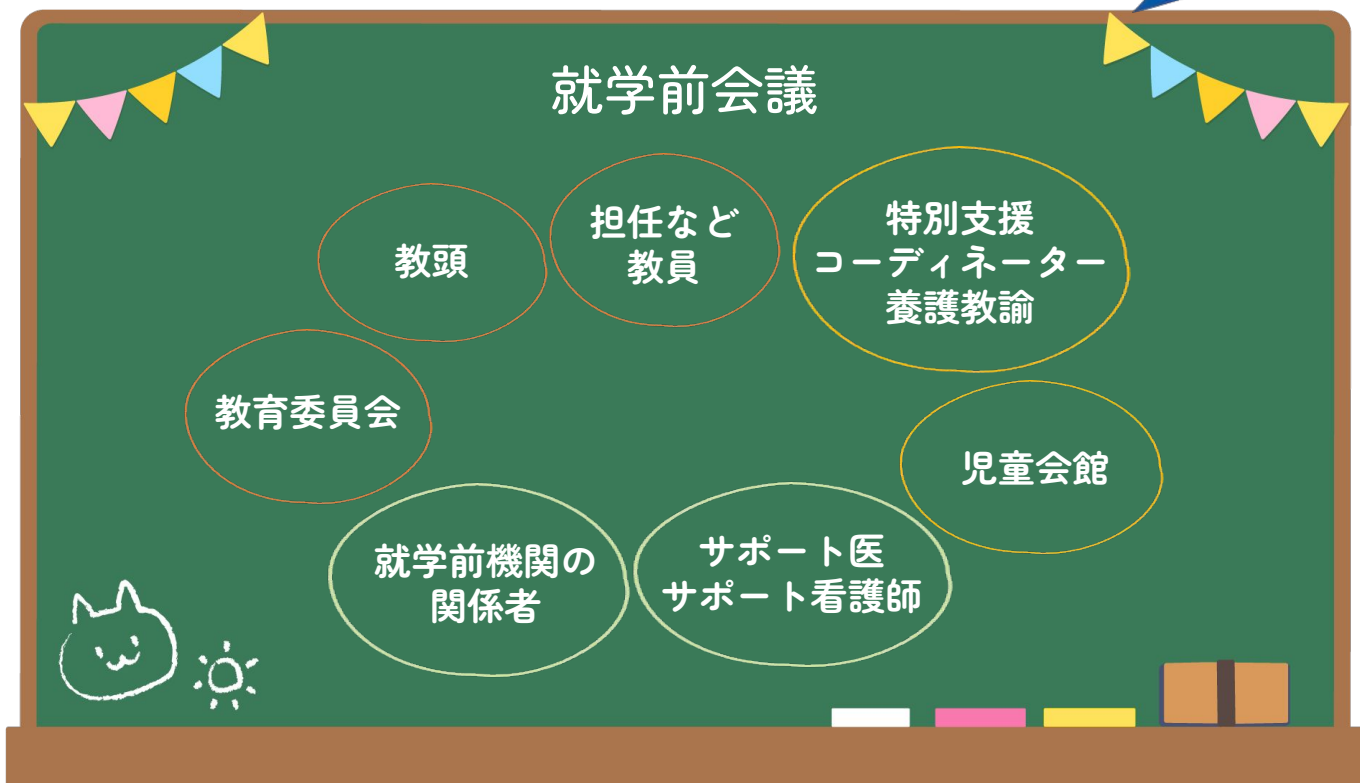 就学前会議
教頭
担任など
教員
特別支援
コーディネーター
養護教諭
教育委員会
児童会館
就学前機関の
関係者
サポート医
サポート看護師